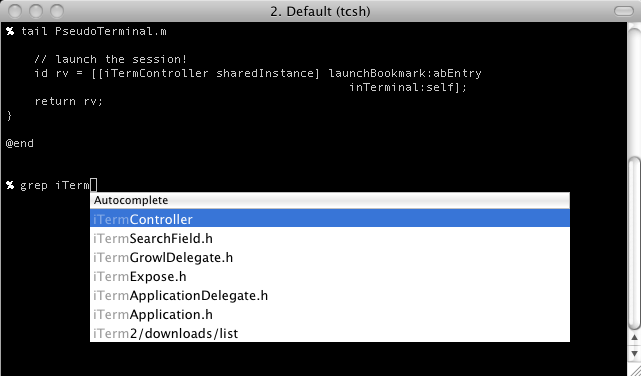 2. Default (tcsh)
% tail PseudoTerminal.m
    // launch the session!
    id rv = [[iTermController sharedInstance] launchBookmark:abEntry
                                                  inTerminal:self];
    return rv;
}
@end
% grep iTerm
Autocomplete
iTermController
iTermSearchField.h
iTermGrowlDelegate.h
iTermExpose.h
iTermApplicationDelegate.h
iTermApplication.h
iTerm2/downloads/list